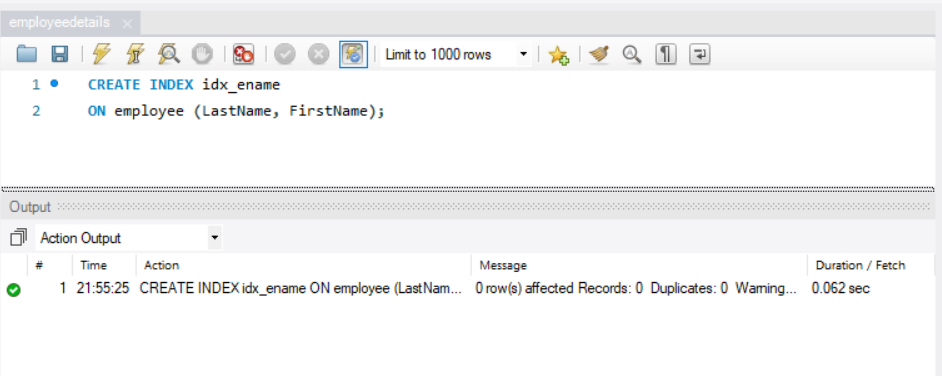 employeedetails ×
Limit to 1000 rows
1 CREATE INDEX idx_ename
2 ON employee (LastName, FirstName);
Output
Action Output
# Time Action Message Duration / Fetch
1 21:55:25 CREATE INDEX idx_ename ON employee (LastNam... 0 row(s) affected Records: 0 Duplicates: 0 Warning... 0.062 sec